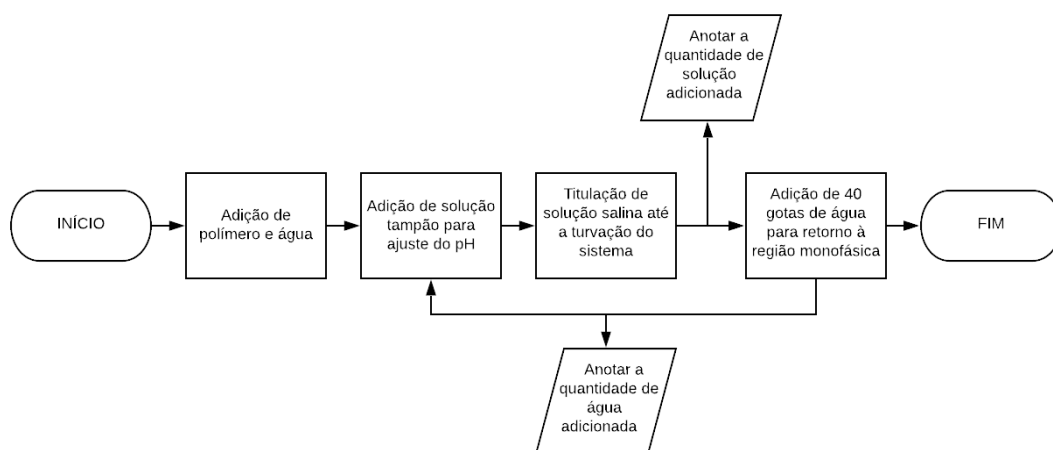 Anotar a
quantidade de
solução
adicionada
INÍCIO
Adição de
polímero e água
Adição de solução
tampão para
ajuste do pH
Titulação de
solução salina até
a turvação do
sistema
Adição de 40
gotas de água
para retorno à
região monofásica
FIM
Anotar a
quantidade de
água
adicionada